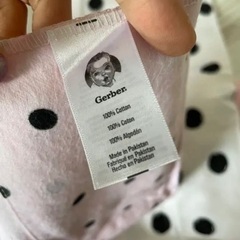 Gerber.
100% Cotton
100% Coton
100% Algodón
Made in Pakistan
Fabriqué en Pakistan
Hecho en Pakistán